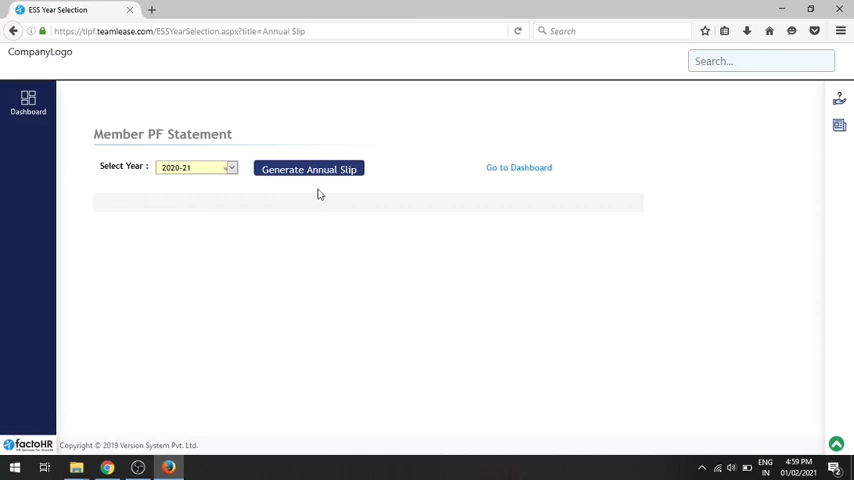 ESS Year Selection
https://tlpf.teamlease.com/ESSYearSelection.aspx?title=Annual Slip
Search
CompanyLogo
Search...
Dashboard
Member PF Statement
Select Year :
2020-21
Generate Annual Slip
Go to Dashboard
factoHR
Copyright © 2019 Version System Pvt. Ltd.
ENG
IN
4:59 PM
01/02/2021
2